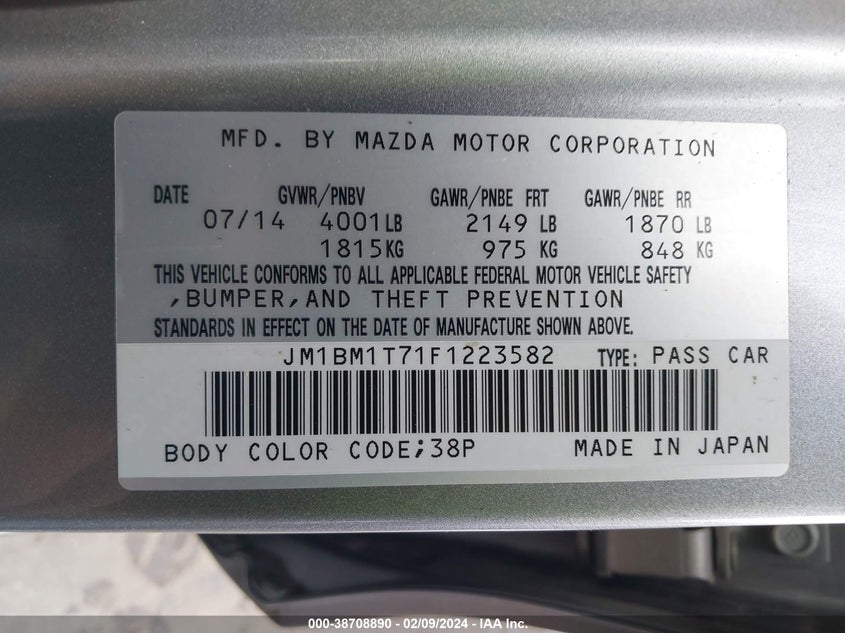 MFD. BY MAZDA MOTOR CORPORATION
DATE GVWR/PNBV GAWR/PNBE FRT GAWR/PNBE RR
07/14 4001LB 2149 LB 1870 LB
1815KG 975 KG 848 KG
THIS VEHICLE CONFORMS TO ALL APPLICABLE FEDERAL MOTOR VEHICLE SAFETY
,BUMPER,AND THEFT PREVENTION
STANDARDS IN EFFECT ON THE DATE OF MANUFACTURE SHOWN ABOVE.
JM1BM1T71F1223582 TYPE: PASS CAR
BODY COLOR CODE;38P MADE IN JAPAN
000-38708890 - 02/09/2024 - IAA Inc.